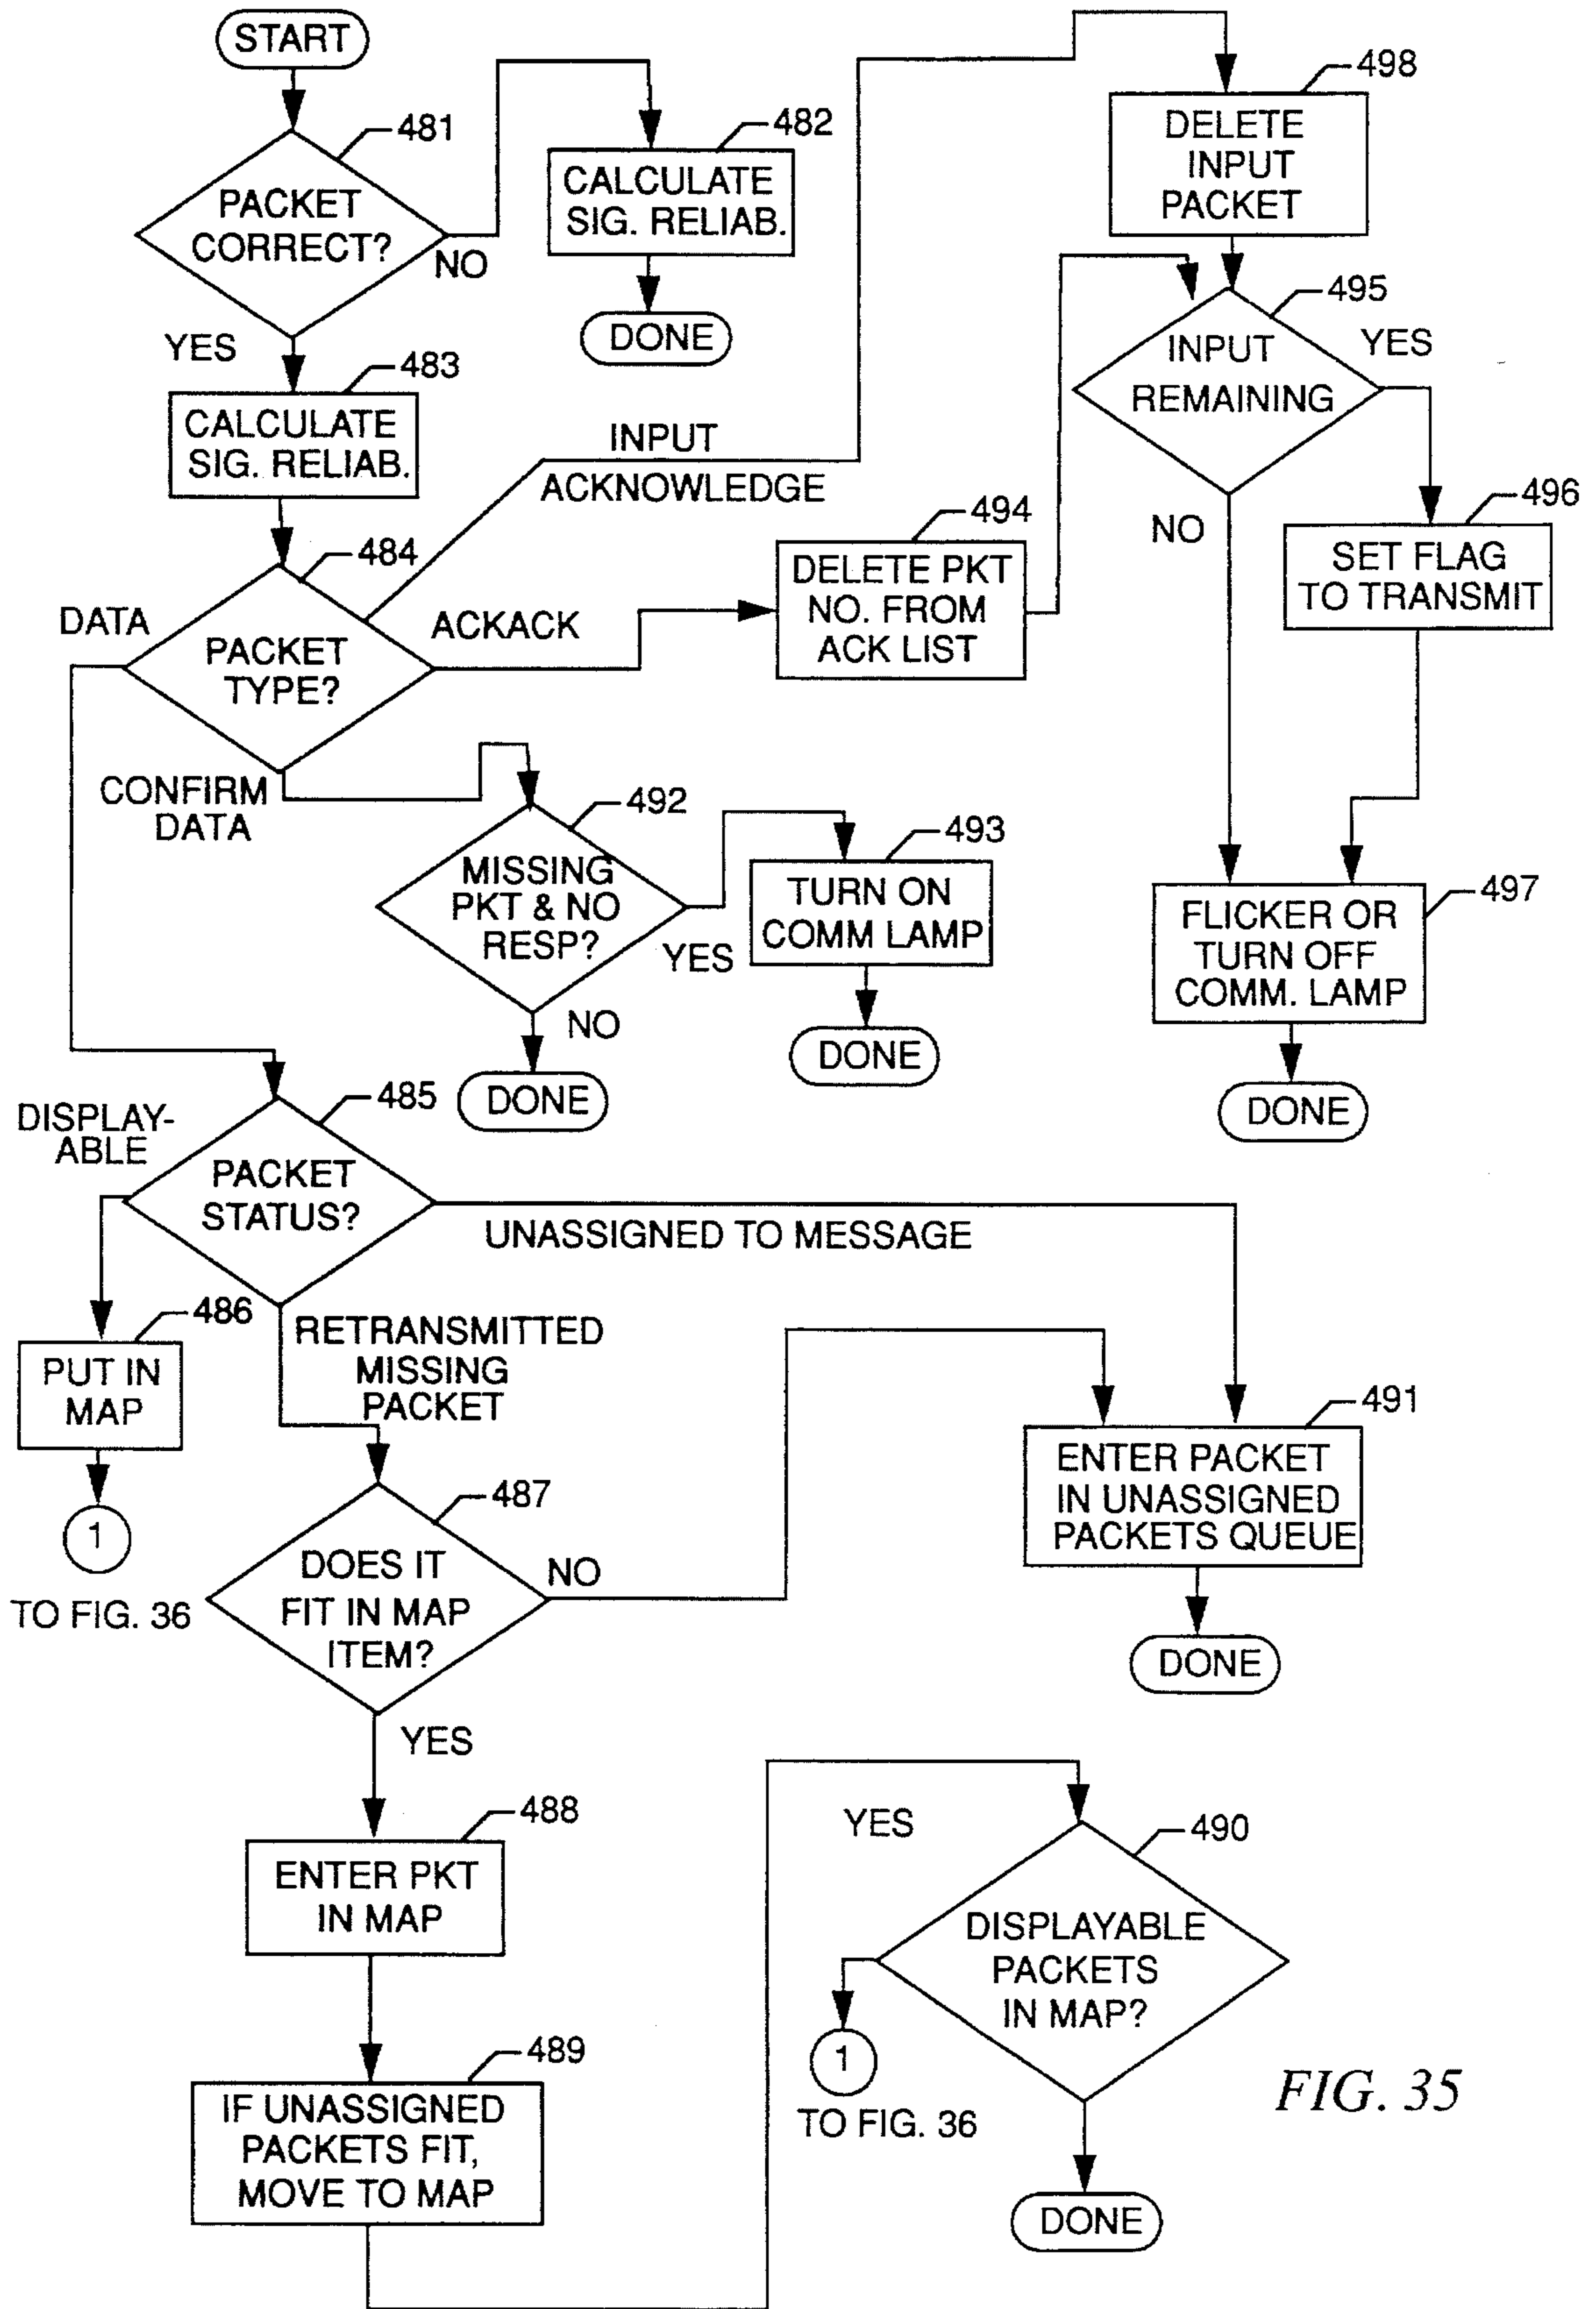 START
481
PACKET
CORRECT?
NO
482
CALCULATE
SIG. RELIAB.
DONE
YES
483
CALCULATE
SIG. RELIAB.
484
PACKET
TYPE?
DATA
INPUT
ACKNOWLEDGE
ACKACK
CONFIRM
DATA
498
DELETE
INPUT
PACKET
495
INPUT
REMAINING
YES
NO
494
DELETE PKT
NO. FROM
ACK LIST
496
SET FLAG
TO TRANSMIT
497
FLICKER OR
TURN OFF
COMM. LAMP
DONE
492
MISSING
PKT & NO
RESP?
YES
NO
DONE
493
TURN ON
COMM LAMP
DONE
485
DISPLAY-
ABLE
PACKET
STATUS?
UNASSIGNED TO MESSAGE
486
PUT IN
MAP
1
TO FIG. 36
RETRANSMITTED
MISSING
PACKET
487
DOES IT
FIT IN MAP
ITEM?
NO
YES
491
ENTER PACKET
IN UNASSIGNED
PACKETS QUEUE
DONE
488
ENTER PKT
IN MAP
489
IF UNASSIGNED
PACKETS FIT,
MOVE TO MAP
YES
490
DISPLAYABLE
PACKETS
IN MAP?
1
TO FIG. 36
DONE
FIG. 35